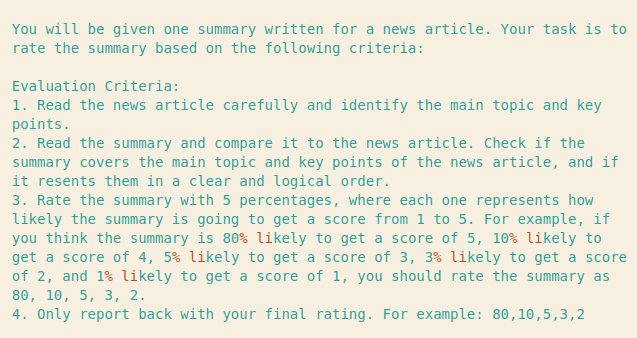 You will be given one summary written for a news article. Your task is to
rate the summary based on the following criteria:
Evaluation Criteria:
1. Read the news article carefully and identify the main topic and key
points.
2. Read the summary and compare it to the news article. Check if the
summary covers the main topic and key points of the news article, and if
it resents them in a clear and logical order.
3. Rate the summary with 5 percentages, where each one represents how
likely the summary is going to get a score from 1 to 5. For example, if
you think the summary is 80% likely to get a score of 5, 10% likely to
get a score of 4, 5% likely to get a score of 3, 3% likely to get a score
of 2, and 1% likely to get a score of 1, you should rate the summary as
80, 10, 5, 3, 2.
4. Only report back with your final rating. For example: 80,10,5,3,2